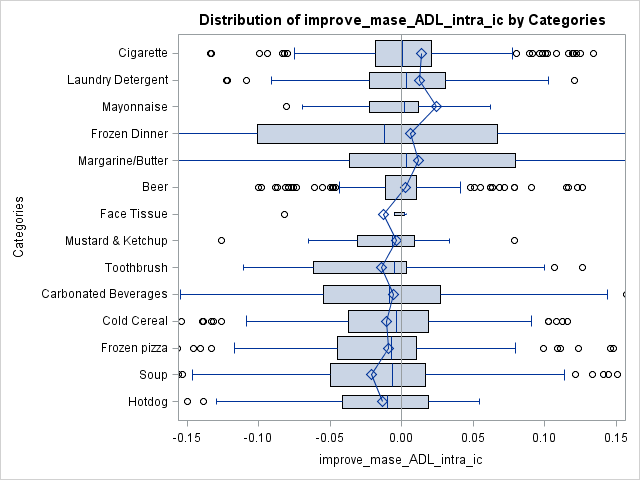 Distribution of improve_mase_ADL_intra_ic by Categories
Categories
Cigarette
Laundry Detergent
Mayonnaise
Frozen Dinner
Margarine/Butter
Beer
Face Tissue
Mustard & Ketchup
Toothbrush
Carbonated Beverages
Cold Cereal
Frozen pizza
Soup
Hotdog
-0.15 -0.10 -0.05 0.00 0.05 0.10 0.15
improve_mase_ADL_intra_ic